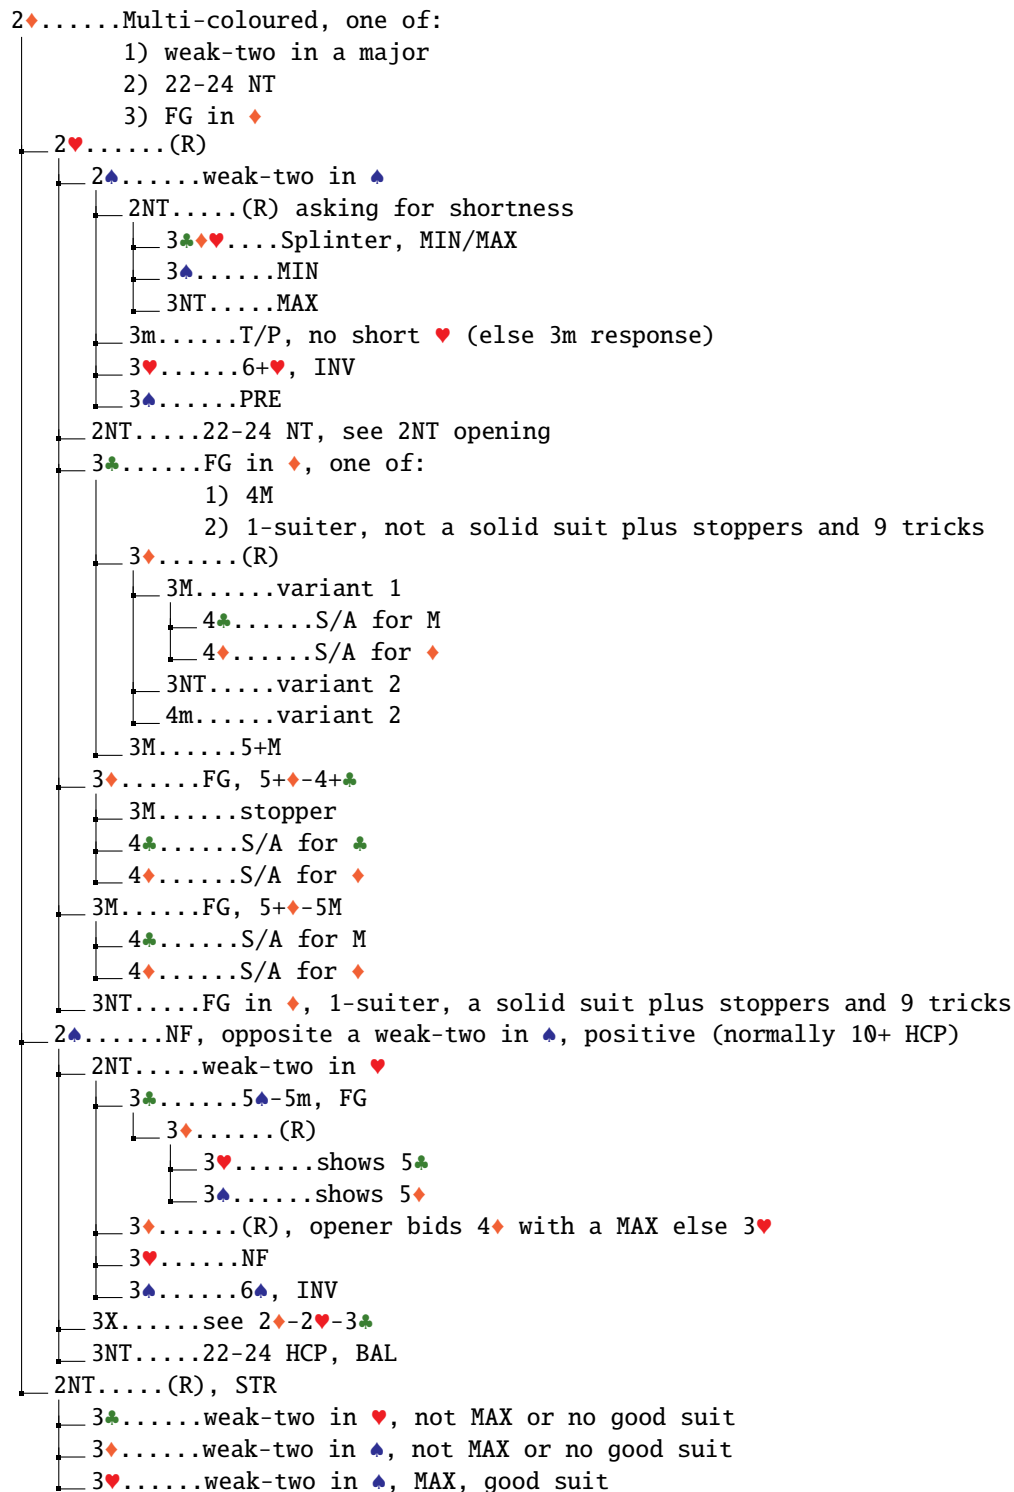 2♦......Multi-coloured, one of:
1) weak-two in a major
2) 22-24 NT
3) FG in ♦
2♥......(R)
2♠......weak-two in ♠
2NT.....(R) asking for shortness
3♣♦♥....Splinter, MIN/MAX
3♠......MIN
3NT.....MAX
3m......T/P, no short ♥ (else 3m response)
3♥......6+♥, INV
3♠......PRE
2NT.....22-24 NT, see 2NT opening
3♣......FG in ♦, one of:
1) 4M
2) 1-suiter, not a solid suit plus stoppers and 9 tricks
3♦......(R)
3M......variant 1
4♣......S/A for M
4♦......S/A for ♦
3NT.....variant 2
4m......variant 2
3M......5+M
3♦......FG, 5+♦-4+♣
3M......stopper
4♣......S/A for ♣
4♦......S/A for ♦
3M......FG, 5+♦-5M
4♣......S/A for M
4♦......S/A for ♦
3NT.....FG in ♦, 1-suiter, a solid suit plus stoppers and 9 tricks
2♠......NF, opposite a weak-two in ♠, positive (normally 10+ HCP)
2NT.....weak-two in ♥
3♣......5♠-5m, FG
3♦......(R)
3♥......shows 5♣
3♠......shows 5♦
3♦......(R), opener bids 4♦ with a MAX else 3♥
3♥......NF
3♠......6♠, INV
3X......see 2♦-2♥-3♣
3NT.....22-24 HCP, BAL
2NT.....(R), STR
3♣......weak-two in ♥, not MAX or no good suit
3♦......weak-two in ♠, not MAX or no good suit
3♥......weak-two in ♠, MAX, good suit